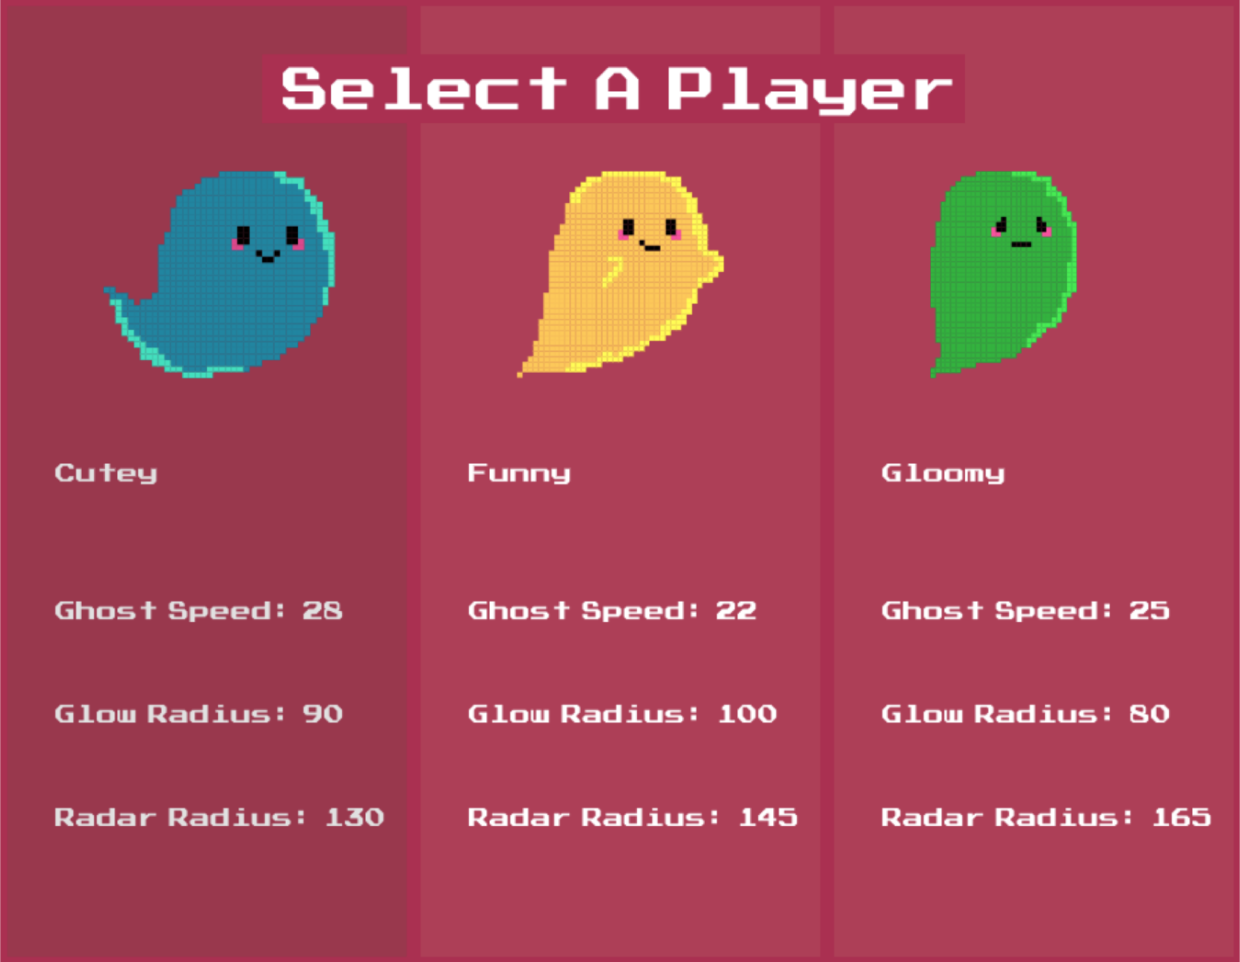 Select A Player
Cutey
Ghost Speed: 28
Glow Radius: 90
Radar Radius: 130
Funny
Ghost Speed: 22
Glow Radius: 100
Radar Radius: 145
Gloomy
Ghost Speed: 25
Glow Radius: 80
Radar Radius: 165